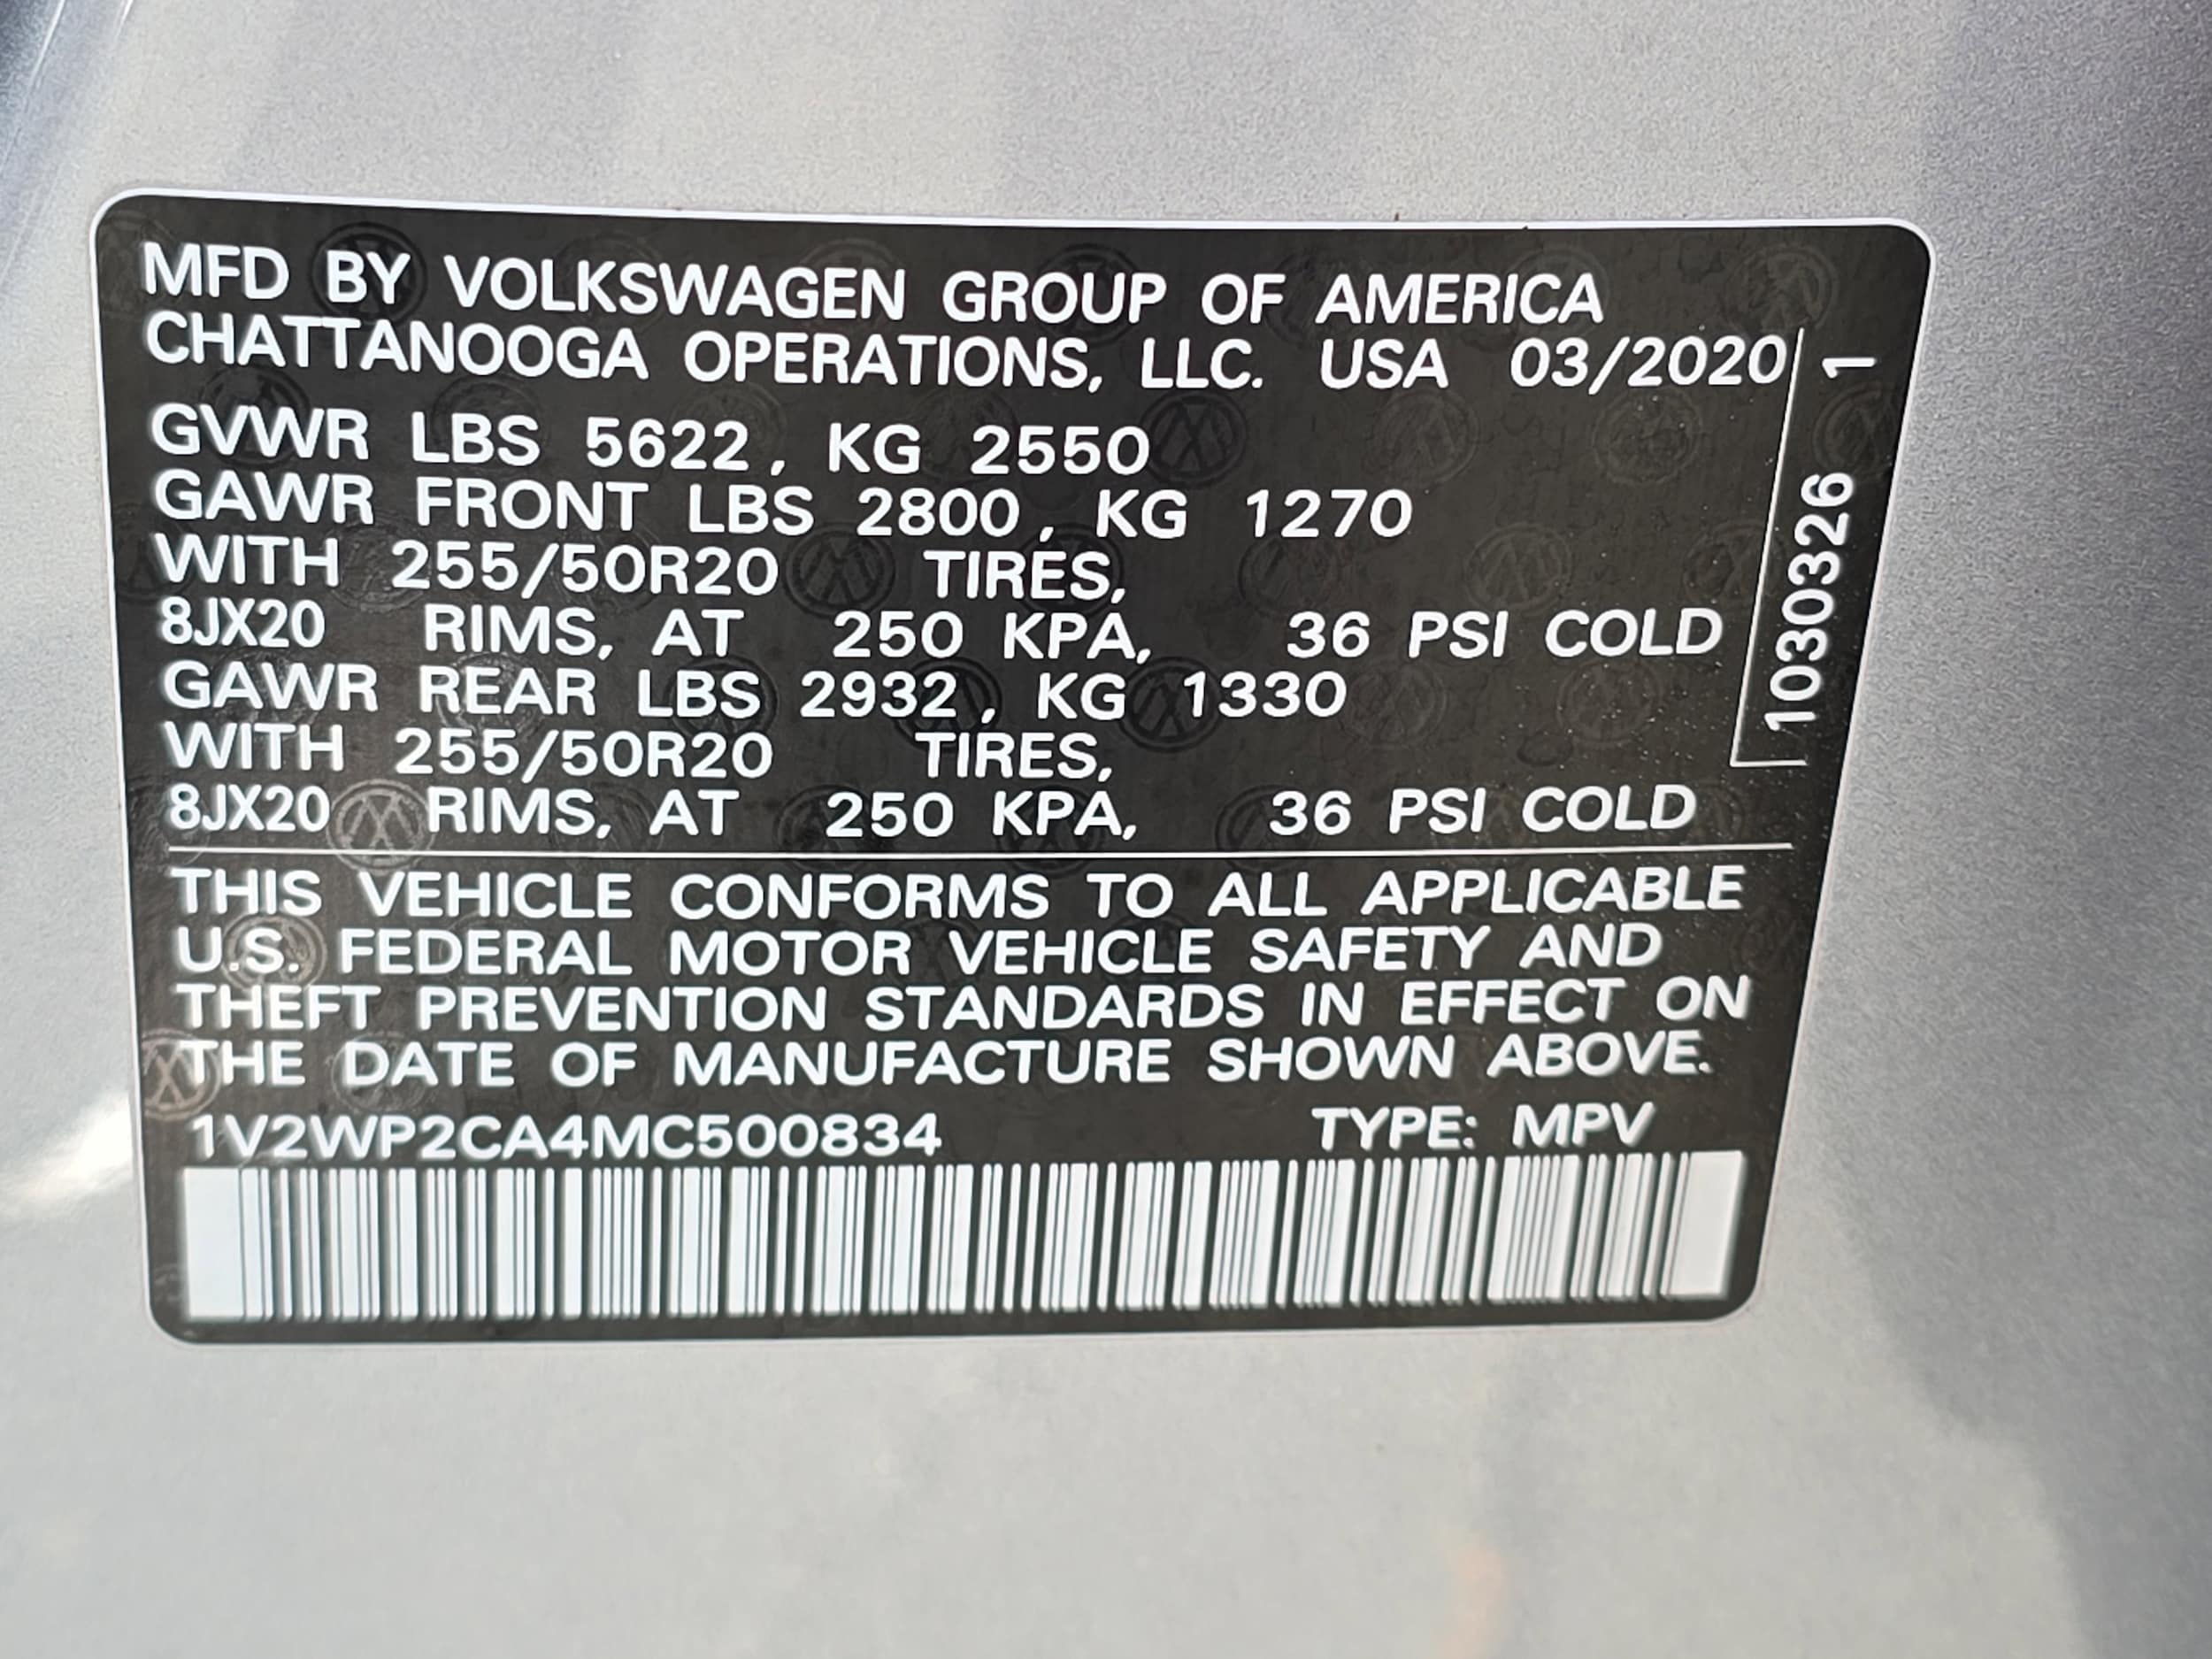 MFD BY VOLKSWAGEN GROUP OF AMERICA
CHATTANOOGA OPERATIONS, LLC. USA 03/2020
GVWR LBS 5622, KG 2550
GAWR FRONT LBS 2800, KG 1270
WITH 255/50R20 TIRES,
8JX20 RIMS, AT 250 KPA, 36 PSI COLD
GAWR REAR LBS 2932, KG 1330
WITH 255/50R20 TIRES,
8JX20 RIMS, AT 250 KPA, 36 PSI COLD
THIS VEHICLE CONFORMS TO ALL APPLICABLE
U.S. FEDERAL MOTOR VEHICLE SAFETY AND
THEFT PREVENTION STANDARDS IN EFFECT ON
THE DATE OF MANUFACTURE SHOWN ABOVE.
1V2WP2CA4MC500834 TYPE: MPV
1030326 1